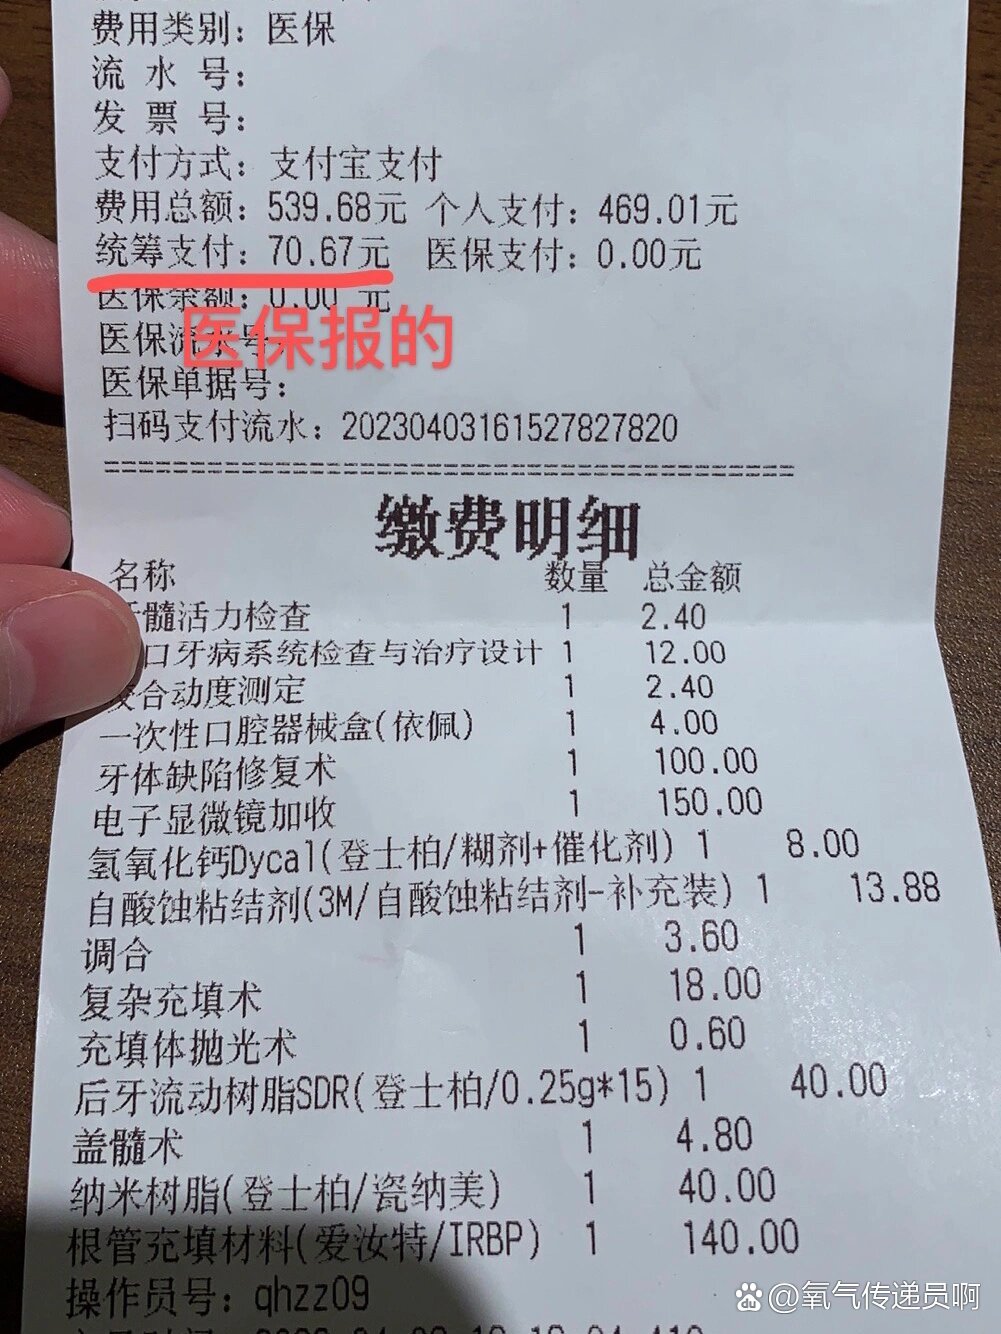 费用类别：医保
流 水 号：
发 票 号：
支付方式：支付宝支付
费用总额：539.68元 个人支付：469.01元
统筹支付：70.67元 医保支付：0.00元
医保余额：0.00 元
医保报的
医保流水号：
医保单据号：
扫码支付流水：20230403161527827820
缴费明细
名称 数量 总金额
髓活力检查 1 2.40
口牙病系统检查与治疗设计 1 12.00
合动度测定 1 2.40
一次性口腔器械盒(依佩) 1 4.00
牙体缺陷修复术 1 100.00
电子显微镜加收 1 150.00
氢氧化钙Dycal(登士柏/糊剂+催化剂) 1 8.00
自酸蚀粘结剂(3M/自酸蚀粘结剂-补充装) 1 13.88
调合 1 3.60
复杂充填术 1 18.00
充填体抛光术 1 0.60
后牙流动树脂SDR(登士柏/0.25g*15) 1 40.00
盖髓术 1 4.80
纳米树脂(登士柏/瓷纳美) 1 40.00
根管充填材料(爱汝特/IRBP) 1 140.00
操作员号：qhzz09
@氧气传递员啊